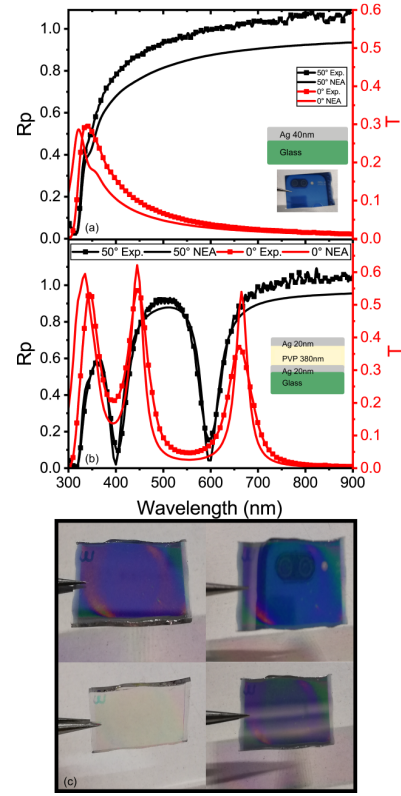 1.0
0.8
0.6
0.4
0.2
0.0
Rp
0.6
0.5
0.4
0.3
0.2
0.1
0.0
T
50° Exp.
50° NEA
0° Exp.
0° NEA
Ag 40nm
Glass
(a)
50° Exp. 50° NEA 0° Exp. 0° NEA
1.0
0.8
0.6
0.4
0.2
0.0
Rp
0.6
0.5
0.4
0.3
0.2
0.1
0.0
T
Ag 20nm
PVP 380nm
Ag 20nm
Glass
(b)
300 400 500 600 700 800 900
Wavelength (nm)
(c)